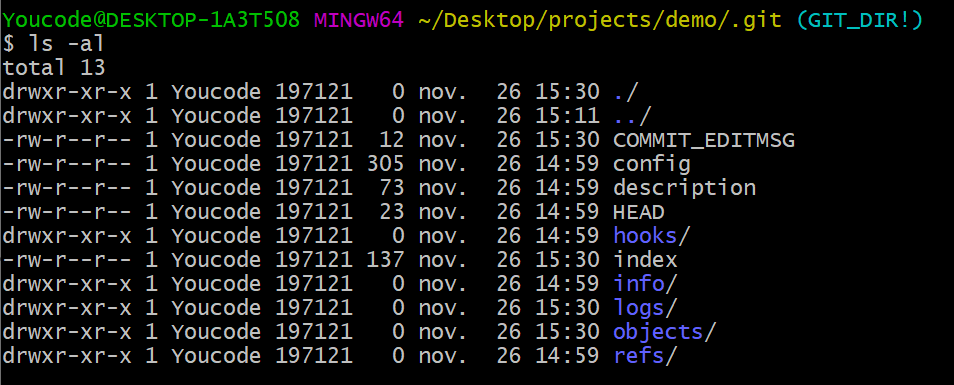 Youcode@DESKTOP-1A3T5O8 MINGW64 ~/Desktop/projects/demo/.git (GIT_DIR!)
$ ls -al
total 13
drwxr-xr-x 1 Youcode 197121   0 nov.  26 15:30 ./
drwxr-xr-x 1 Youcode 197121   0 nov.  26 15:11 ../
-rw-r--r-- 1 Youcode 197121  12 nov.  26 15:30 COMMIT_EDITMSG
-rw-r--r-- 1 Youcode 197121 305 nov.  26 14:59 config
-rw-r--r-- 1 Youcode 197121  73 nov.  26 14:59 description
-rw-r--r-- 1 Youcode 197121  23 nov.  26 14:59 HEAD
drwxr-xr-x 1 Youcode 197121   0 nov.  26 14:59 hooks/
-rw-r--r-- 1 Youcode 197121 137 nov.  26 15:30 index
drwxr-xr-x 1 Youcode 197121   0 nov.  26 14:59 info/
drwxr-xr-x 1 Youcode 197121   0 nov.  26 15:30 logs/
drwxr-xr-x 1 Youcode 197121   0 nov.  26 15:30 objects/
drwxr-xr-x 1 Youcode 197121   0 nov.  26 14:59 refs/